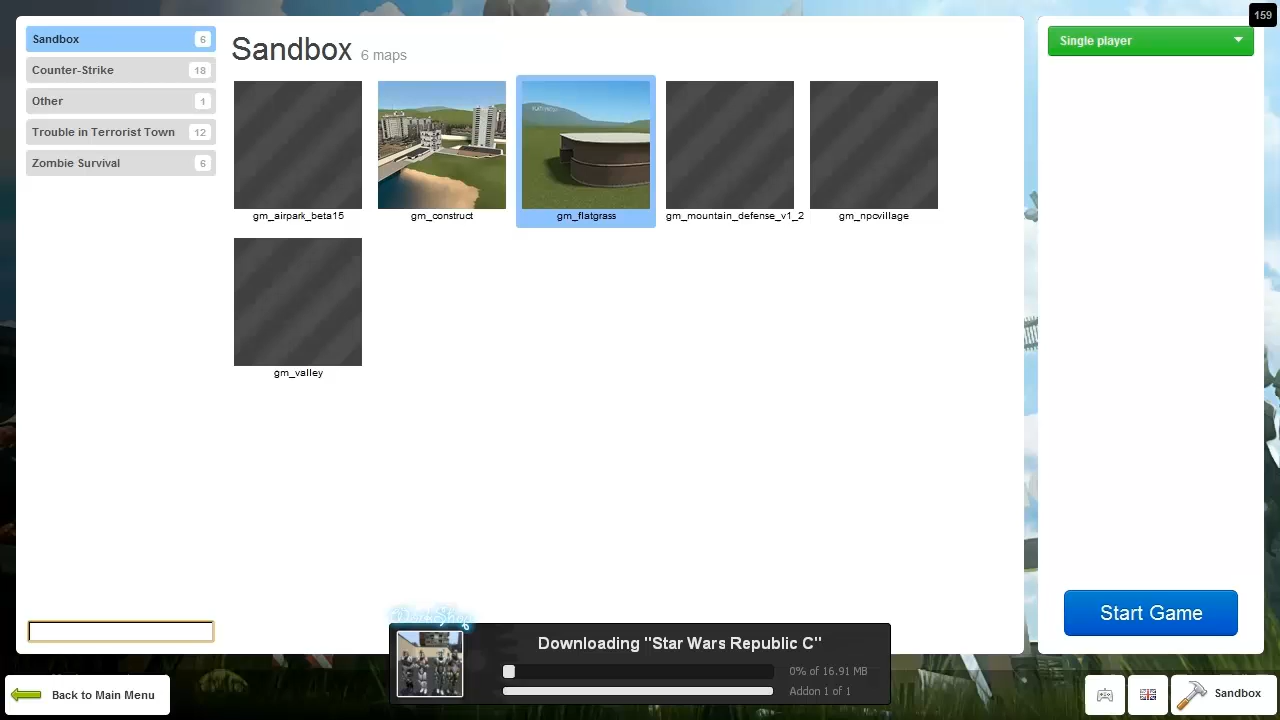 159
Sandbox 6
Counter-Strike 18
Other 1
Trouble in Terrorist Town 12
Zombie Survival 6
Sandbox 6 maps
gm_airpark_beta15
gm_construct
gm_flatgrass
gm_mountain_defense_v1_2
gm_npcvillage
gm_valley
Single player
Start Game
WorkShop
Downloading "Star Wars Republic C"
0% of 16.91 MB
Addon 1 of 1
Back to Main Menu
Sandbox